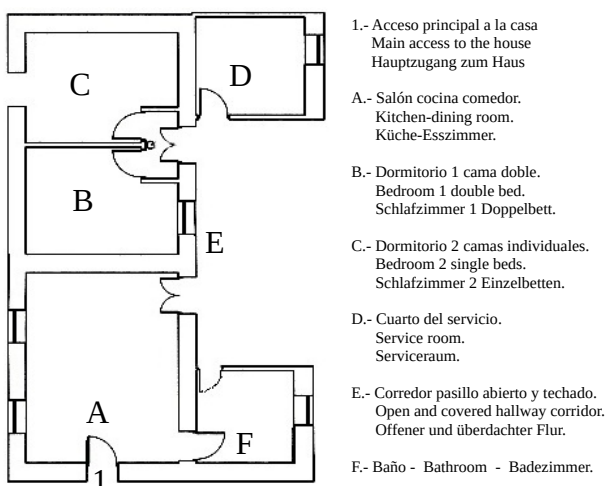 C
D
B
E
A
F
1
1.- Acceso principal a la casa
Main access to the house
Hauptzugang zum Haus
A.- Salón cocina comedor.
Kitchen-dining room.
Küche-Esszimmer.
B.- Dormitorio 1 cama doble.
Bedroom 1 double bed.
Schlafzimmer 1 Doppelbett.
C.- Dormitorio 2 camas individuales.
Bedroom 2 single beds.
Schlafzimmer 2 Einzelbetten.
D.- Cuarto del servicio.
Service room.
Serviceraum.
E.- Corredor pasillo abierto y techado.
Open and covered hallway corridor.
Offener und überdachter Flur.
F.- Baño - Bathroom - Badezimmer.